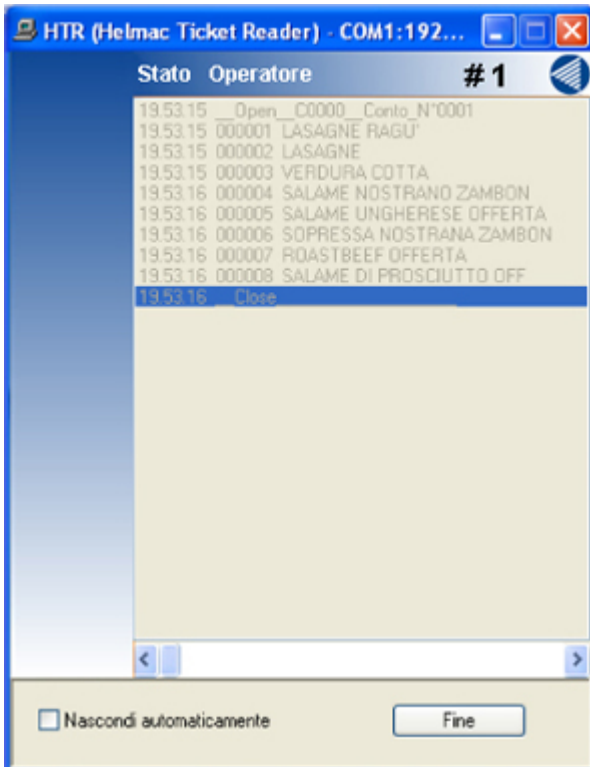 HTR (Helmac Ticket Reader) - COM1:192...
Stato Operatore #1
19.53.15 __Open__C0000__Conto_N°0001
19.53.15 000001 LASAGNE RAGU'
19.53.15 000002 LASAGNE
19.53.15 000003 VERDURA COTTA
19.53.16 000004 SALAME NOSTRANO ZAMBON
19.53.16 000005 SALAME UNGHERESE OFFERTA
19.53.16 000006 SOPRESSA NOSTRANA ZAMBON
19.53.16 000007 ROASTBEEF OFFERTA
19.53.16 000008 SALAME DI PROSCIUTTO OFF
19.53.16 __Close____________________
Nascondi automaticamente
Fine